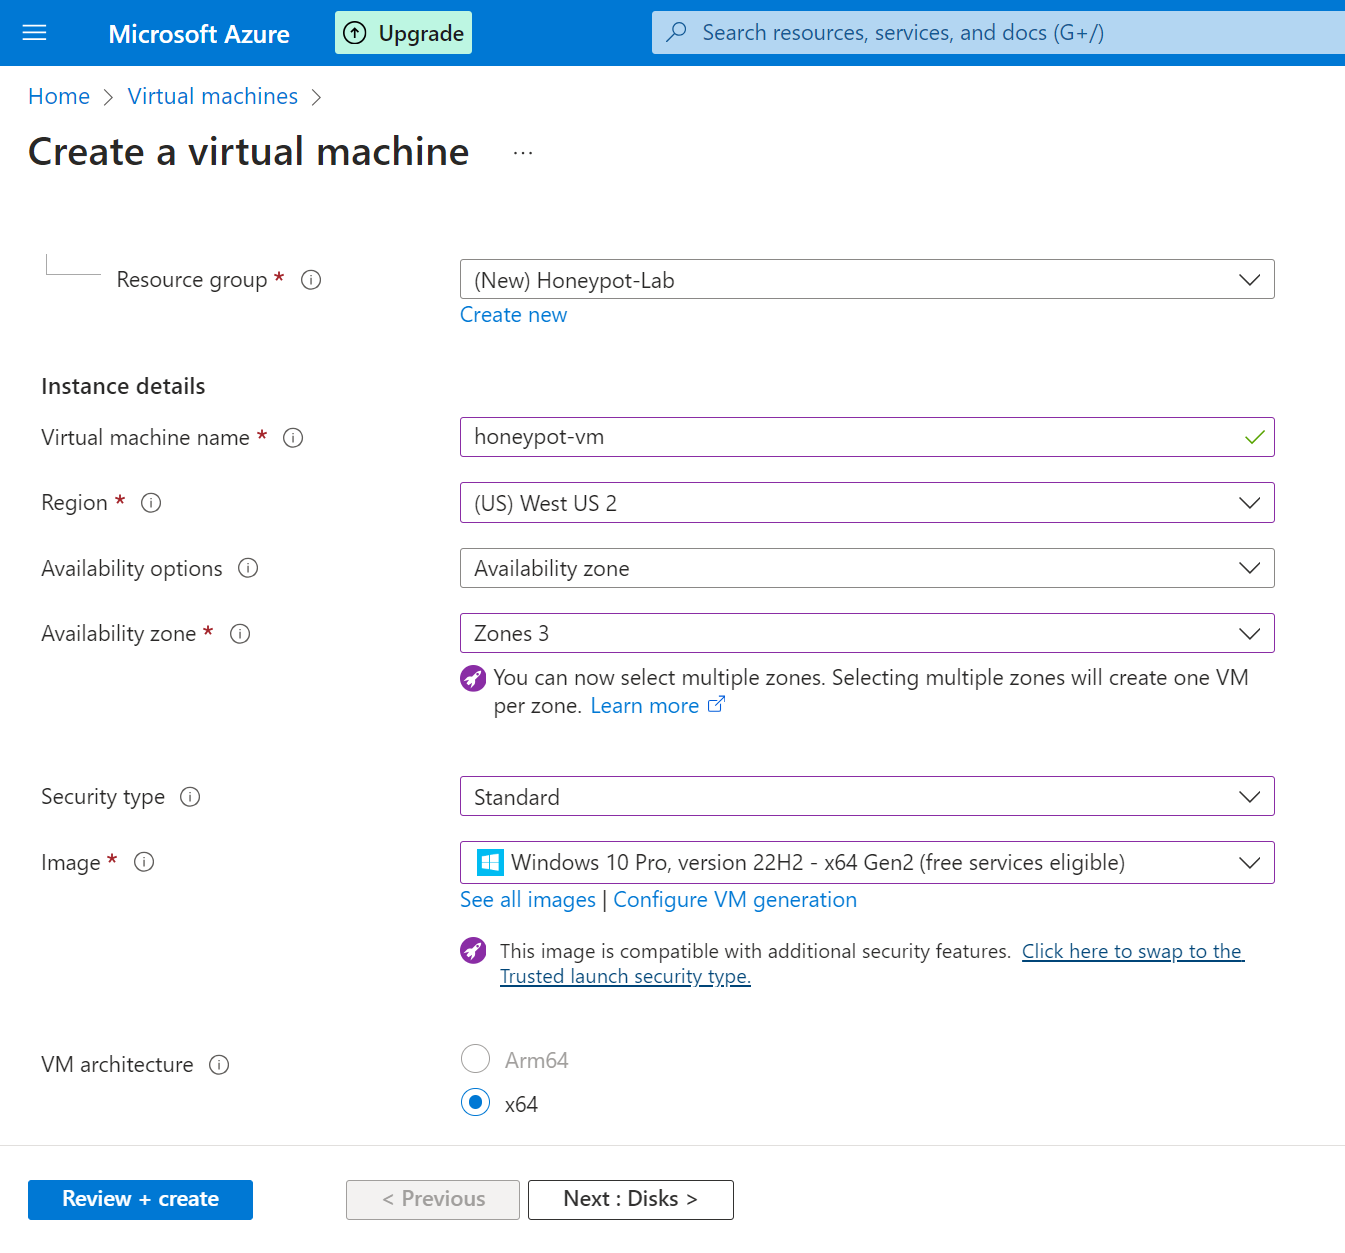 Microsoft Azure
Upgrade
Search resources, services, and docs (G+/)
Home > Virtual machines >
Create a virtual machine ...
Resource group * (New) Honeypot-Lab
Create new
Instance details
Virtual machine name * honeypot-vm
Region * (US) West US 2
Availability options Availability zone
Availability zone * Zones 3
You can now select multiple zones. Selecting multiple zones will create one VM
per zone. Learn more
Security type Standard
Image * Windows 10 Pro, version 22H2 - x64 Gen2 (free services eligible)
See all images | Configure VM generation
This image is compatible with additional security features. Click here to swap to the
Trusted launch security type.
VM architecture Arm64
x64
Review + create
< Previous
Next : Disks >